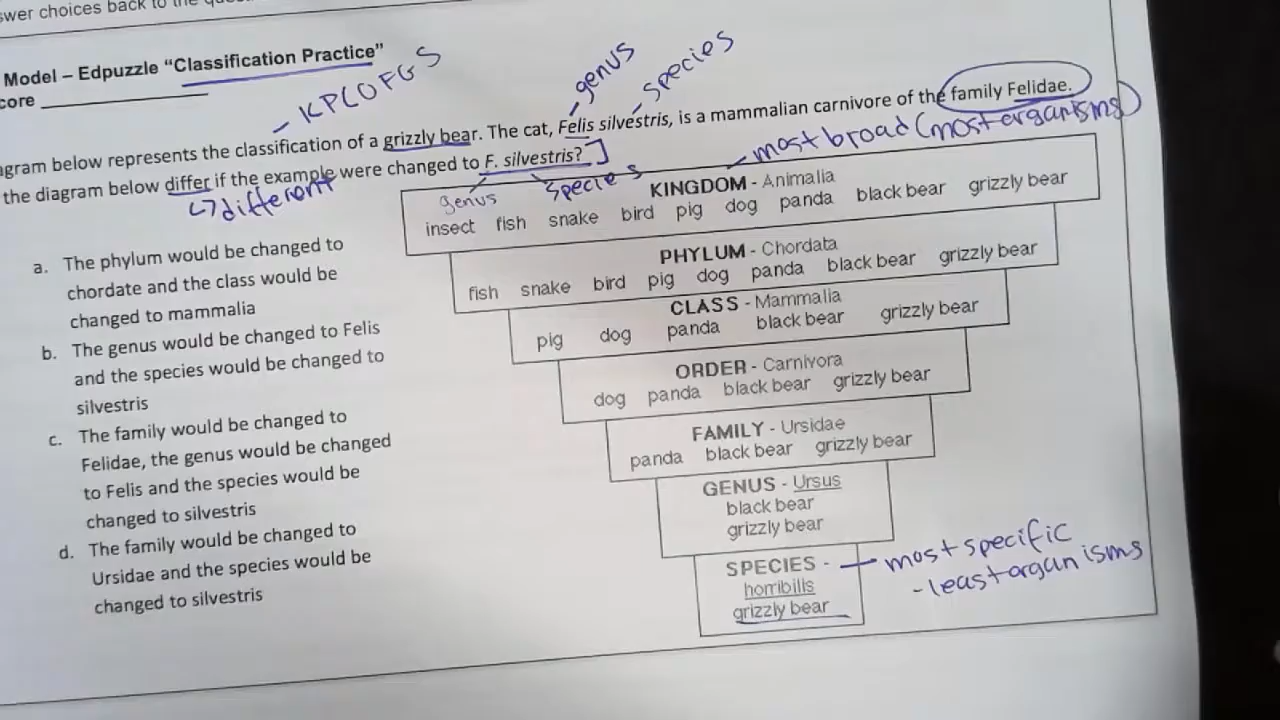 swer choices back to the
Model – Edpuzzle “Classification Practice”
core
KPCOFGS
genus
species
agram below represents the classification of a grizzly bear. The cat, Felis silvestris, is a mammalian carnivore of the family Felidae.
the diagram below differ if the example were changed to F. silvestris?
most broad (most organisms)
different
genus
species
KINGDOM - Animalia
insect fish snake bird pig dog panda black bear grizzly bear
PHYLUM - Chordata
fish snake bird pig dog panda black bear grizzly bear
CLASS - Mammalia
pig dog panda black bear grizzly bear
ORDER - Carnivora
dog panda black bear grizzly bear
FAMILY - Ursidae
panda black bear grizzly bear
GENUS - Ursus
black bear
grizzly bear
SPECIES -
horribilis
grizzly bear
most specific
-least organisms
a. The phylum would be changed to
chordate and the class would be
changed to mammalia
b. The genus would be changed to Felis
and the species would be changed to
silvestris
c. The family would be changed to
Felidae, the genus would be changed
to Felis and the species would be
changed to silvestris
d. The family would be changed to
Ursidae and the species would be
changed to silvestris